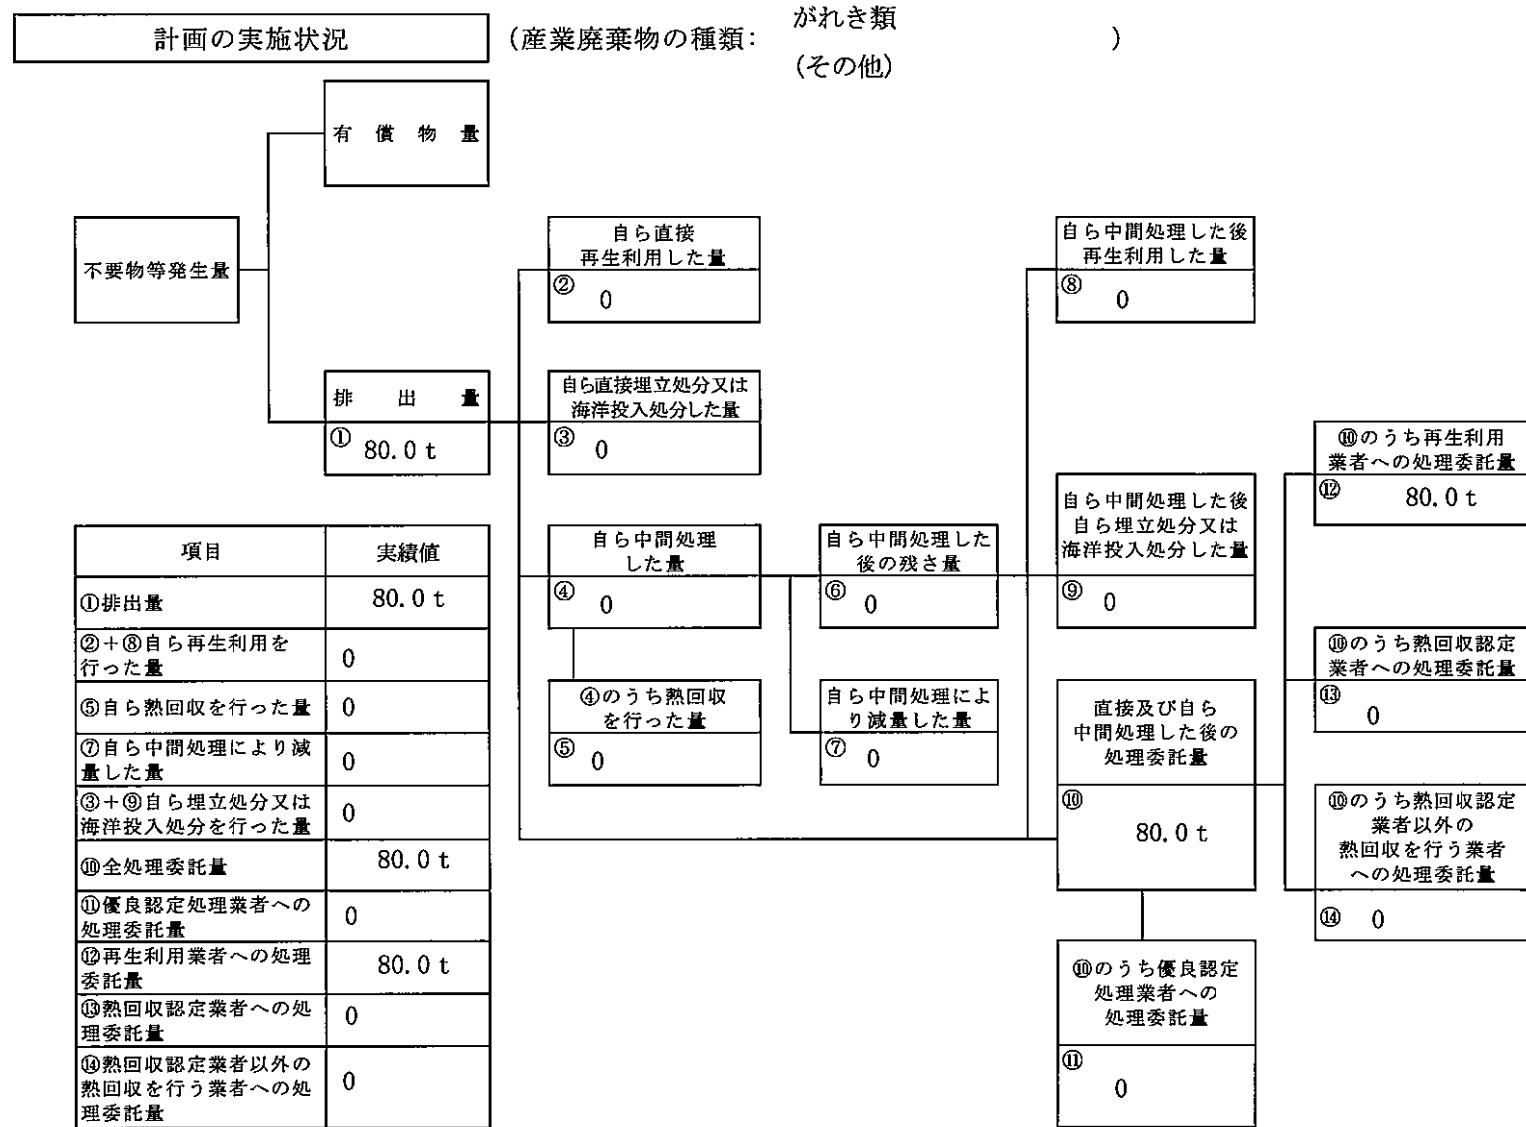 計画の実施状況
(産業廃棄物の種類:
がれき類
(その他)
)
有償物量
不要物等発生量
排出量
① 80.0 t
自ら直接
再生利用した量
② 0
自ら直接埋立処分又は
海洋投入処分した量
③ 0
自ら中間処理
した量
④ 0
④のうち熱回収
を行った量
⑤ 0
自ら中間処理した
後の残さ量
⑥ 0
自ら中間処理によ
り減量した量
⑦ 0
自ら中間処理した後
再生利用した量
⑧ 0
自ら中間処理した後
自ら埋立処分又は
海洋投入処分した量
⑨ 0
直接及び自ら
中間処理した後の
処理委託量
⑩
80.0 t
⑩のうち優良認定
処理業者への
処理委託量
⑪
0
⑩のうち再生利用
業者への処理委託量
⑫ 80.0 t
⑩のうち熱回収認定
業者への処理委託量
⑬
0
⑩のうち熱回収認定
業者以外の
熱回収を行う業者
への処理委託量
⑭ 0
項目 実績値
①排出量 80.0 t
②+⑧自ら再生利用を
行った量 0
⑤自ら熱回収を行った量 0
⑦自ら中間処理により減
量した量 0
③+⑨自ら埋立処分又は
海洋投入処分を行った量 0
⑩全処理委託量 80.0 t
⑪優良認定処理業者への
処理委託量 0
⑫再生利用業者への処理
委託量 80.0 t
⑬熱回収認定業者への処
理委託量 0
⑭熱回収認定業者以外の
熱回収を行う業者への処
理委託量 0